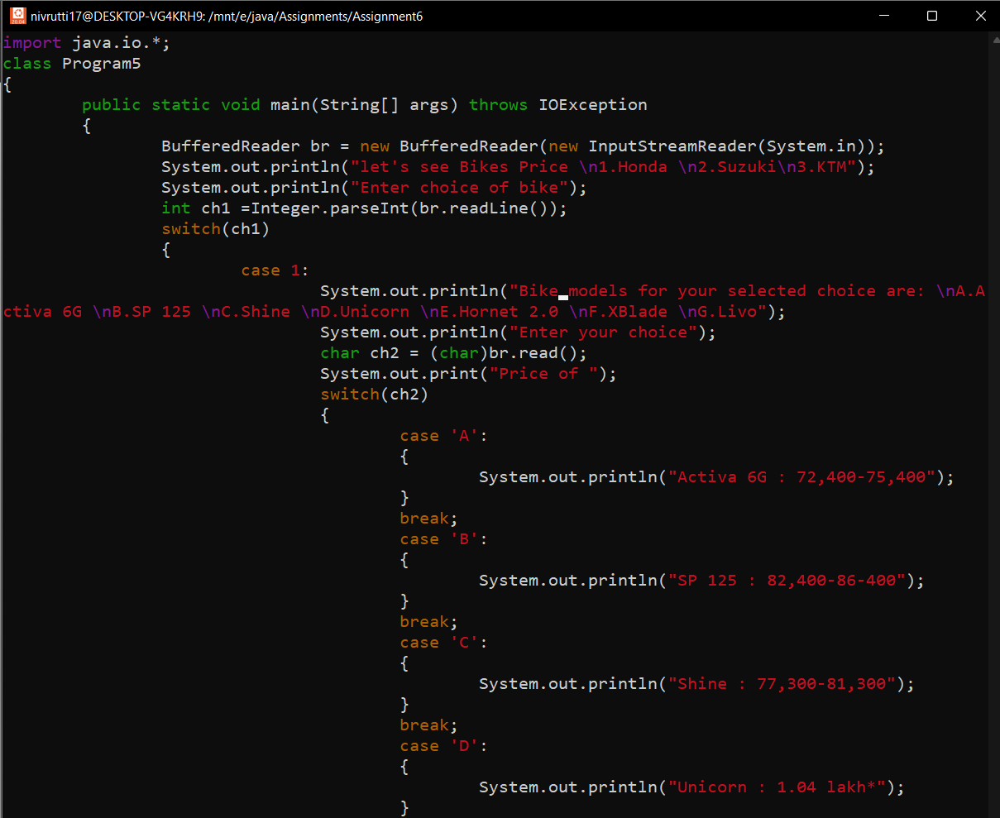 nivrutti17@DESKTOP-VG4KRH9: /mnt/e/java/Assignments/Assignment6
import java.io.*;
class Program5
{
        public static void main(String[] args) throws IOException
        {
                BufferedReader br = new BufferedReader(new InputStreamReader(System.in));
                System.out.println("let's see Bikes Price \n1.Honda \n2.Suzuki\n3.KTM");
                System.out.println("Enter choice of bike");
                int ch1 =Integer.parseInt(br.readLine());
                switch(ch1)
                {
                        case 1:
                                System.out.println("Bike models for your selected choice are: \nA.A
ctiva 6G \nB.SP 125 \nC.Shine \nD.Unicorn \nE.Hornet 2.0 \nF.XBlade \nG.Livo");
                                System.out.println("Enter your choice");
                                char ch2 = (char)br.read();
                                System.out.print("Price of ");
                                switch(ch2)
                                {
                                        case 'A':
                                        {
                                                System.out.println("Activa 6G : 72,400-75,400");
                                        }
                                        break;
                                        case 'B':
                                        {
                                                System.out.println("SP 125 : 82,400-86-400");
                                        }
                                        break;
                                        case 'C':
                                        {
                                                System.out.println("Shine : 77,300-81,300");
                                        }
                                        break;
                                        case 'D':
                                        {
                                                System.out.println("Unicorn : 1.04 lakh*");
                                        }